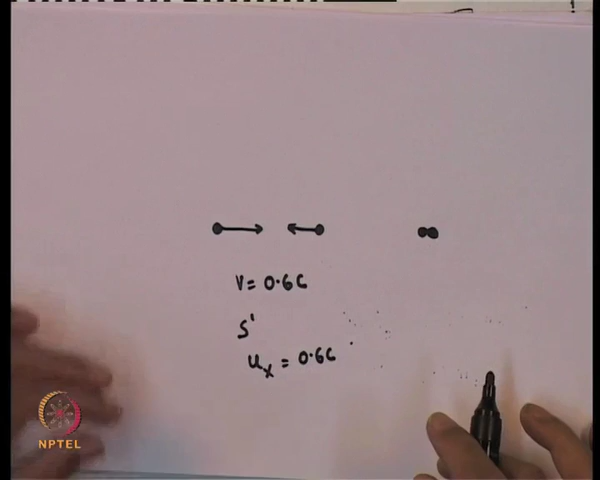 V = 0.6C
S'
uₓ = 0.6C
NPTEL